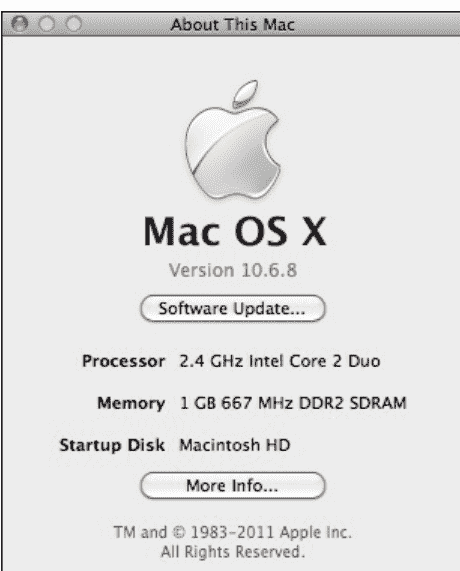 About This Mac
Mac OS X
Version 10.6.8
Software Update...
Processor 2.4 GHz Intel Core 2 Duo
Memory 1 GB 667 MHz DDR2 SDRAM
Startup Disk Macintosh HD
More Info...
TM and © 1983-2011 Apple Inc.
All Rights Reserved.